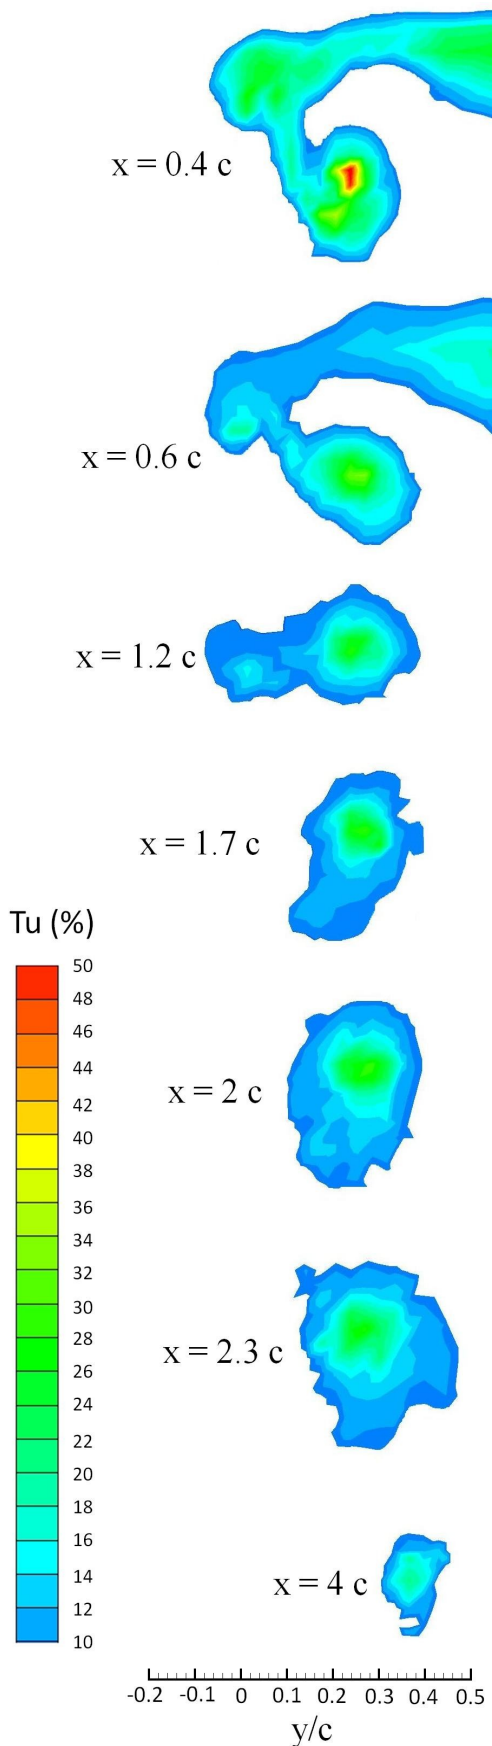 x = 0.4 c
x = 0.6 c
x = 1.2 c
x = 1.7 c
Tu (%)
50
48
46
44
42
40
38
36
34
32
30
28
26
24
22
20
18
16
14
12
10
x = 2 c
x = 2.3 c
x = 4 c
-0.2 -0.1 0 0.1 0.2 0.3 0.4 0.5
y/c